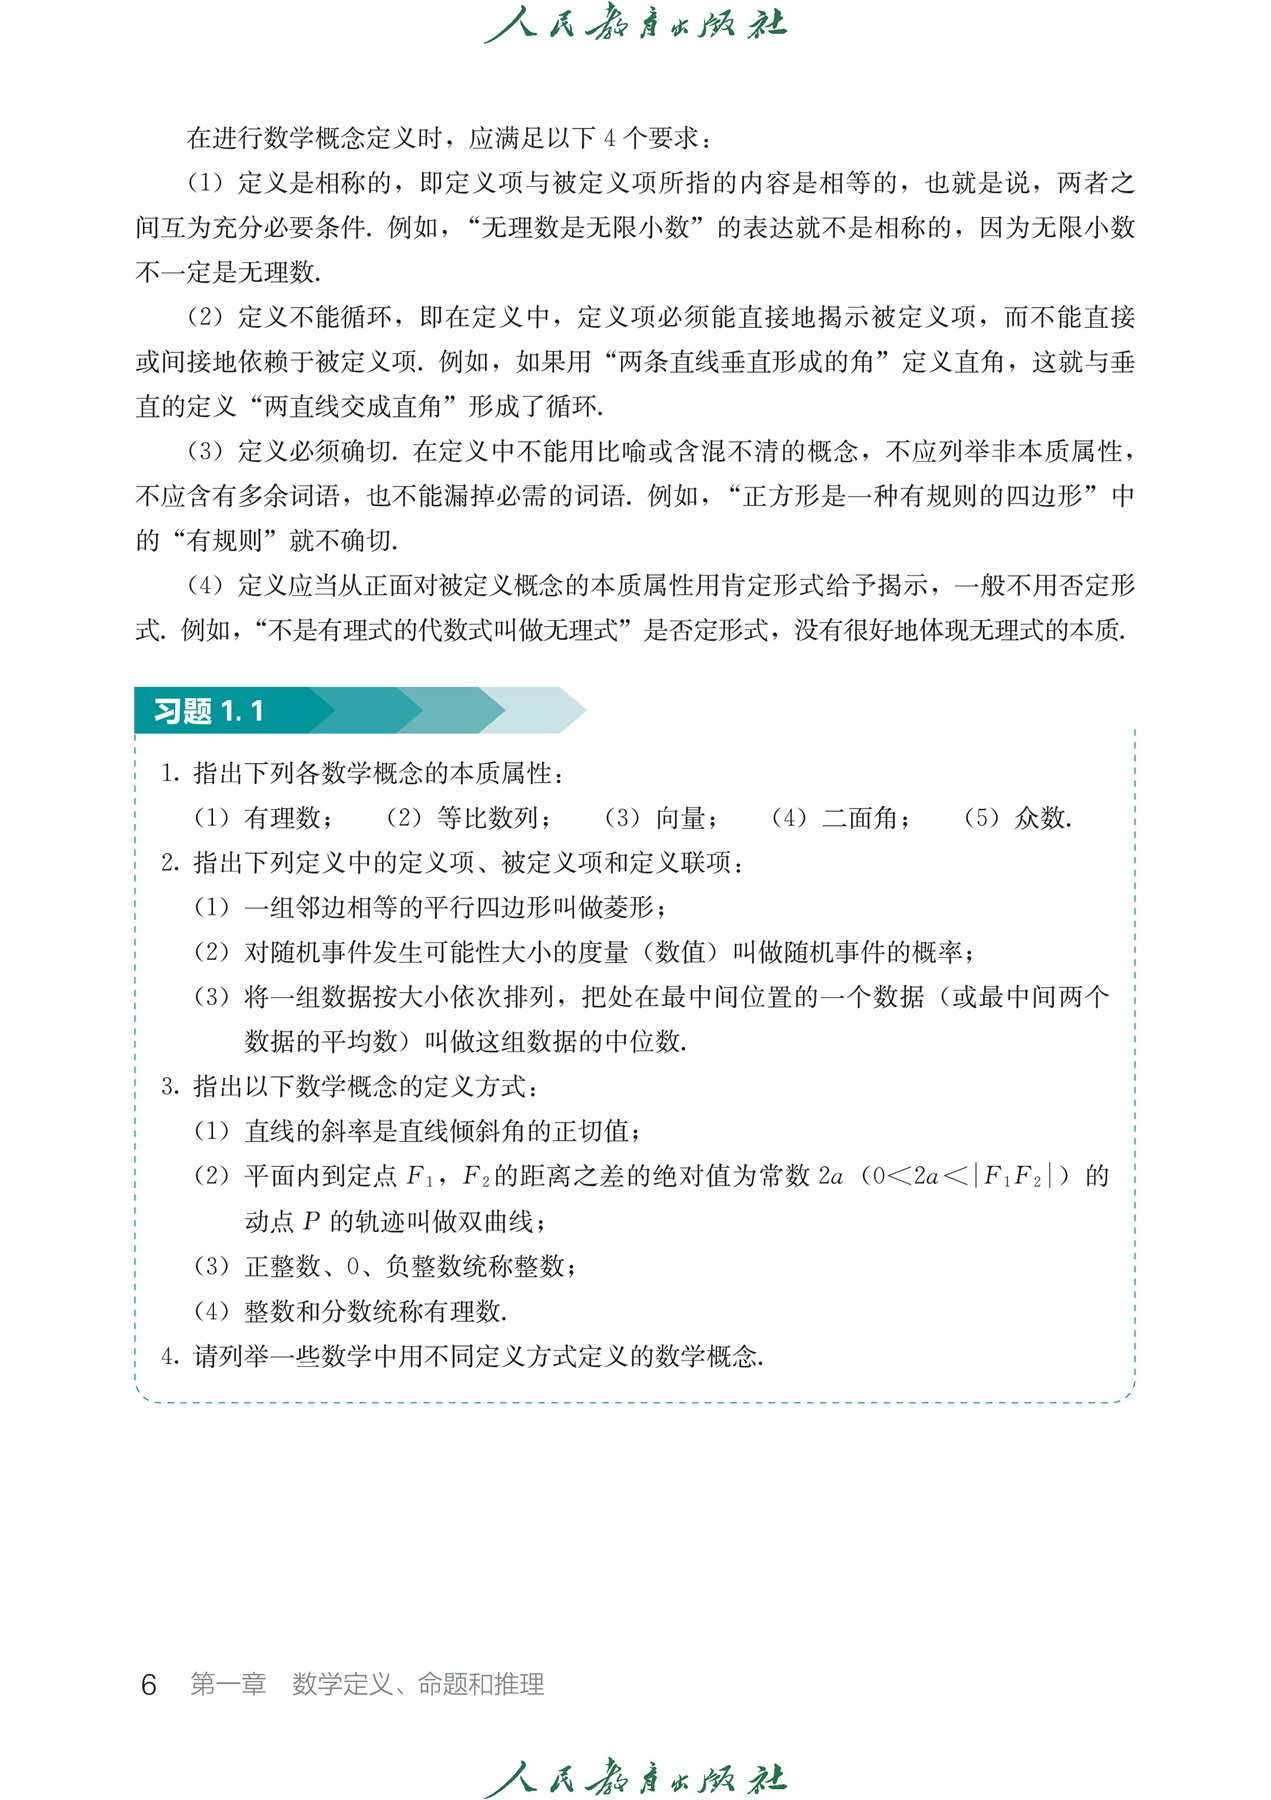 人民教育出版社
在进行数学概念定义时，应满足以下 4 个要求：
（1）定义是相称的，即定义项与被定义项所指的内容是相等的，也就是说，两者之
间互为充分必要条件. 例如，“无理数是无限小数”的表达就不是相称的，因为无限小数
不一定是无理数.
（2）定义不能循环，即在定义中，定义项必须能直接地揭示被定义项，而不能直接
或间接地依赖于被定义项. 例如，如果用“两条直线垂直形成的角”定义直角，这就与垂
直的定义“两直线交成直角”形成了循环.
（3）定义必须确切. 在定义中不能用比喻或含混不清的概念，不应列举非本质属性，
不应含有多余词语，也不能漏掉必需的词语. 例如，“正方形是一种有规则的四边形”中
的“有规则”就不确切.
（4）定义应当从正面对被定义概念的本质属性用肯定形式给予揭示，一般不用否定形
式. 例如，“不是有理式的代数式叫做无理式”是否定形式，没有很好地体现无理式的本质.
习题 1. 1
1. 指出下列各数学概念的本质属性：
（1）有理数； （2）等比数列； （3）向量； （4）二面角； （5）众数.
2. 指出下列定义中的定义项、被定义项和定义联项：
（1）一组邻边相等的平行四边形叫做菱形；
（2）对随机事件发生可能性大小的度量（数值）叫做随机事件的概率；
（3）将一组数据按大小依次排列，把处在最中间位置的一个数据（或最中间两个
数据的平均数）叫做这组数据的中位数.
3. 指出以下数学概念的定义方式：
（1）直线的斜率是直线倾斜角的正切值；
（2）平面内到定点 F₁，F₂的距离之差的绝对值为常数 2a（0＜2a＜|F₁F₂|）的
动点 P 的轨迹叫做双曲线；
（3）正整数、0、负整数统称整数；
（4）整数和分数统称有理数.
4. 请列举一些数学中用不同定义方式定义的数学概念.
6 第一章 数学定义、命题和推理
人民教育出版社